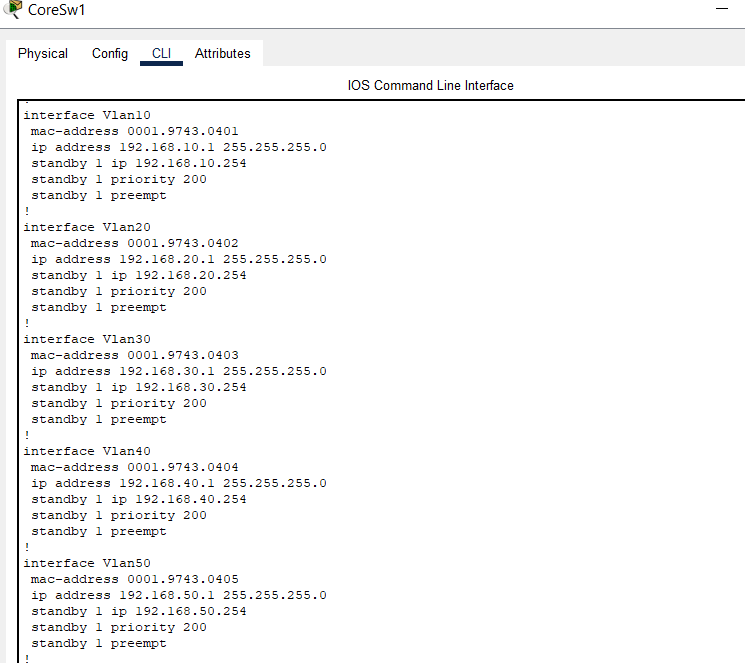 CoreSw1
Physical Config CLI Attributes
IOS Command Line Interface
!
interface Vlan10
mac-address 0001.9743.0401
ip address 192.168.10.1 255.255.255.0
standby 1 ip 192.168.10.254
standby 1 priority 200
standby 1 preempt
!
interface Vlan20
mac-address 0001.9743.0402
ip address 192.168.20.1 255.255.255.0
standby 1 ip 192.168.20.254
standby 1 priority 200
standby 1 preempt
!
interface Vlan30
mac-address 0001.9743.0403
ip address 192.168.30.1 255.255.255.0
standby 1 ip 192.168.30.254
standby 1 priority 200
standby 1 preempt
!
interface Vlan40
mac-address 0001.9743.0404
ip address 192.168.40.1 255.255.255.0
standby 1 ip 192.168.40.254
standby 1 priority 200
standby 1 preempt
!
interface Vlan50
mac-address 0001.9743.0405
ip address 192.168.50.1 255.255.255.0
standby 1 ip 192.168.50.254
standby 1 priority 200
standby 1 preempt
!